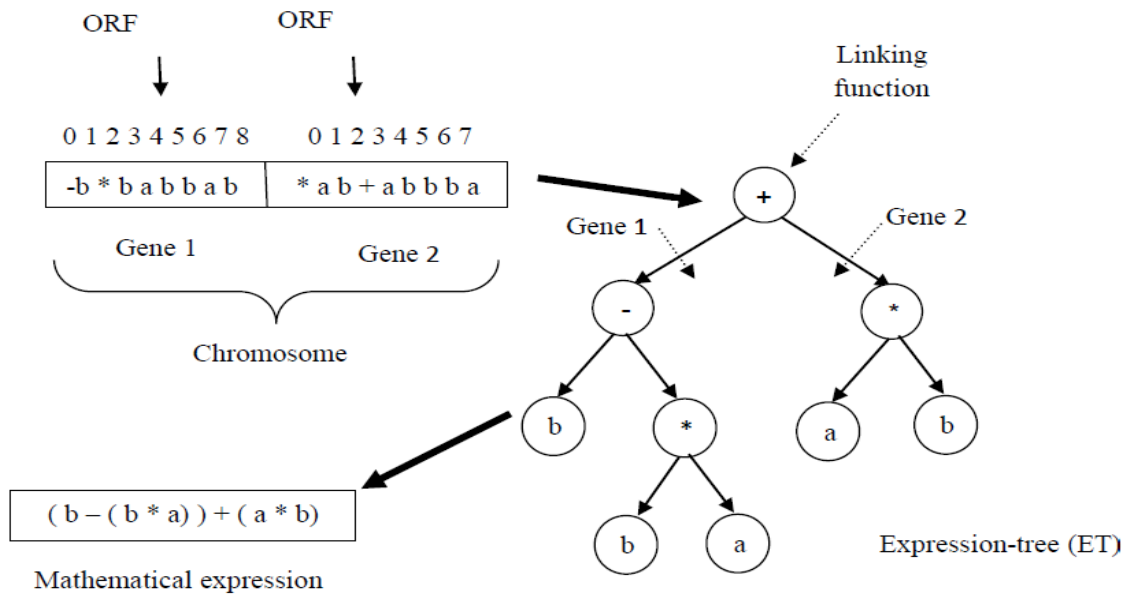 ORF
ORF
0 1 2 3 4 5 6 7 8
0 1 2 3 4 5 6 7
-b * b a b b a b
* a b + a b b b a
Gene 1
Gene 2
Chromosome
Linking
function
+
Gene 1
Gene 2
-
*
b
*
a
b
b
a
( b – ( b * a) ) + ( a * b)
Expression-tree (ET)
Mathematical expression